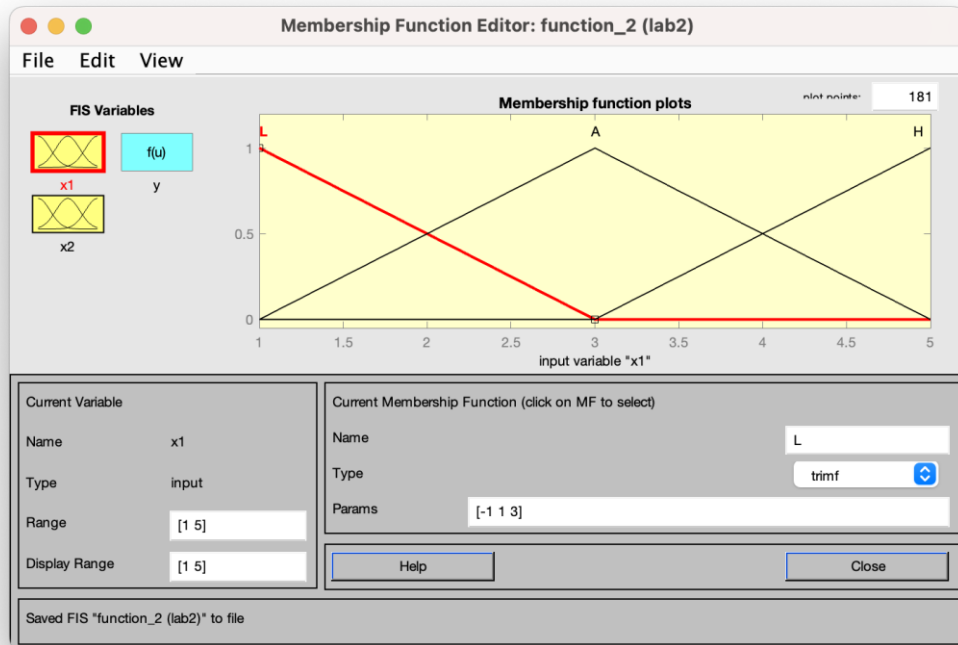 Membership Function Editor: function_2 (lab2)
File Edit View
FIS Variables
f(u)
x1
y
x2
Membership function plots
plot points:
181
L
A
H
1
0.5
0
1 1.5 2 2.5 3 3.5 4 4.5 5
input variable "x1"
Current Variable
Name x1
Type input
Range [1 5]
Display Range [1 5]
Current Membership Function (click on MF to select)
Name L
Type trimf
Params [-1 1 3]
Help Close
Saved FIS "function_2 (lab2)" to file